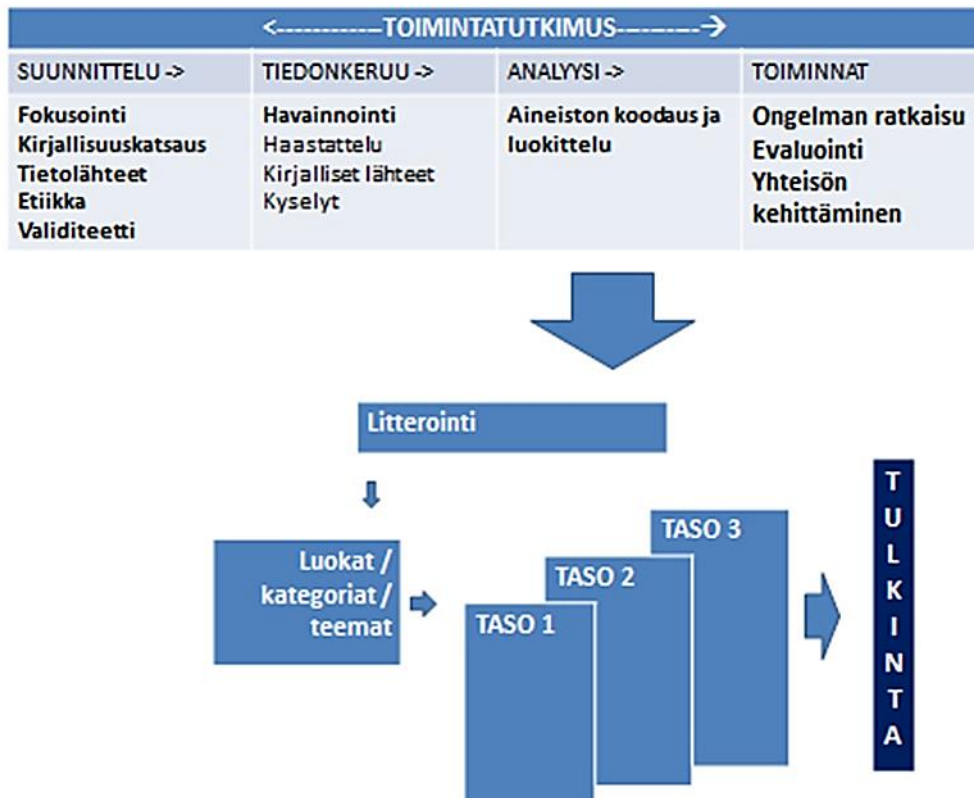 <-----------TOIMINTATUTKIMUS--------->
SUUNNITTELU ->
TIEDONKERUU ->
ANALYYSI ->
TOIMINNAT
Fokusointi
Kirjallisuuskatsaus
Tietolähteet
Etiikka
Validiteetti
Havainnointi
Haastattelu
Kirjalliset lähteet
Kyselyt
Aineiston koodaus ja
luokittelu
Ongelman ratkaisu
Evaluointi
Yhteisön
kehittäminen
Litterointi
Luokat /
kategoriat /
teemat
TASO 1
TASO 2
TASO 3
TULKINTA